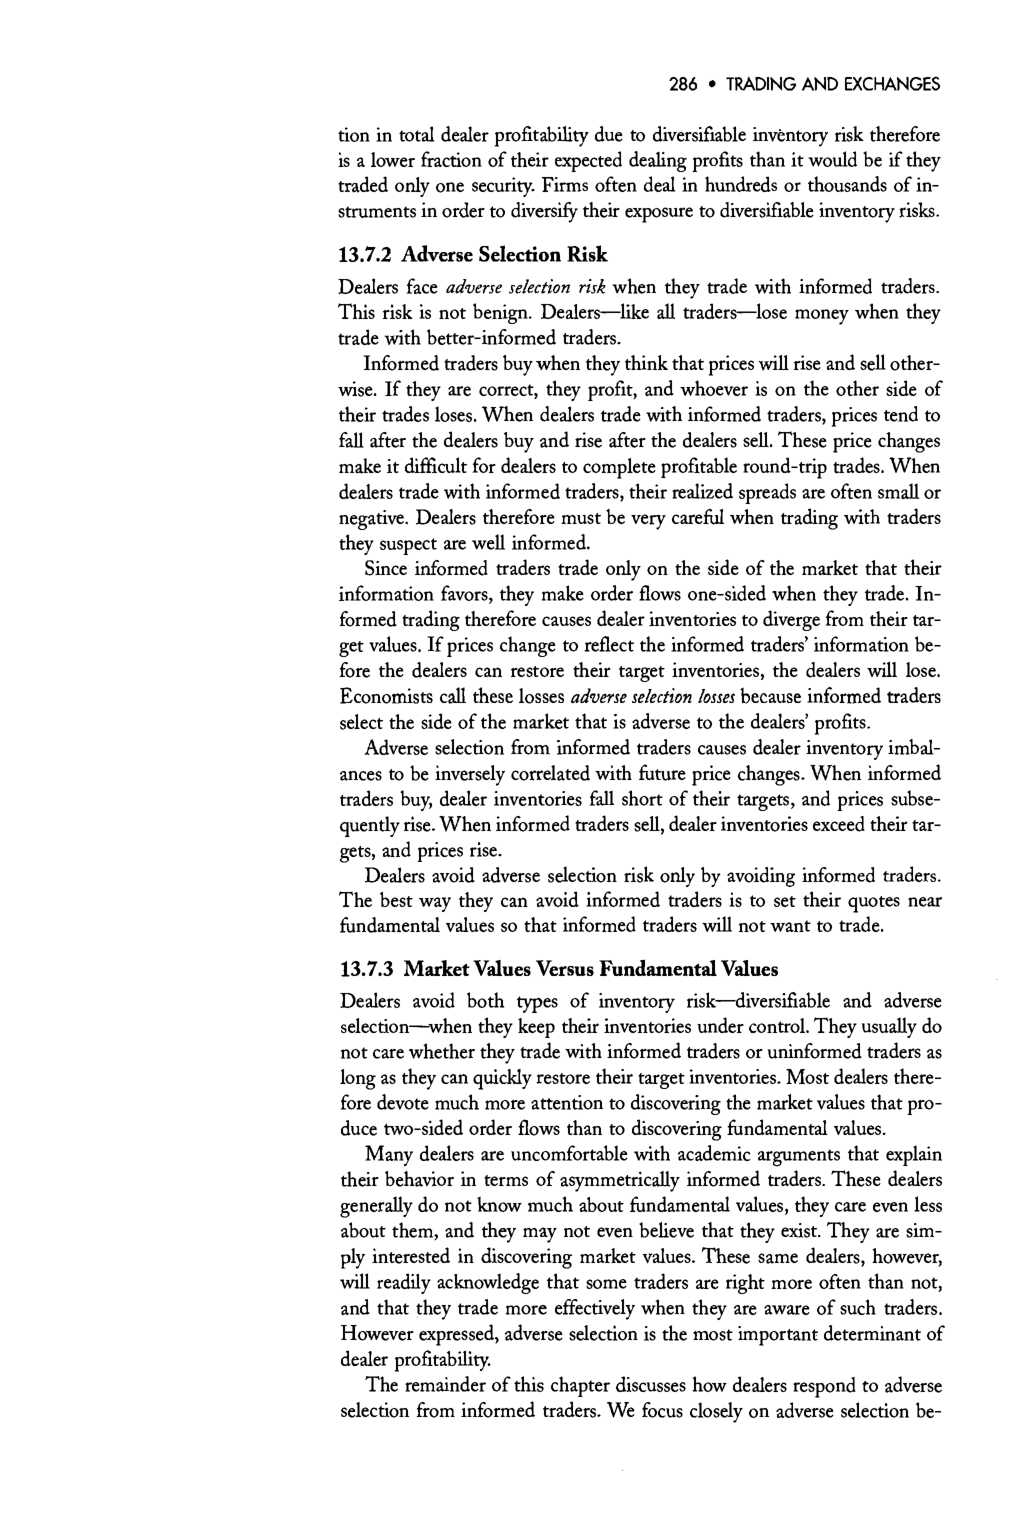 286 • TRADING AND EXCHANGES
tion in total dealer profitability due to diversifiable inventory risk therefore
is a lower fraction of their expected dealing profits than it would be if they
traded only one security. Firms often deal in hundreds or thousands of in-
struments in order to diversify their exposure to diversifiable inventory risks.
13.7.2 Adverse Selection Risk
Dealers face adverse selection risk when they trade with informed traders.
This risk is not benign. Dealers—like all traders—lose money when they
trade with better-informed traders.
Informed traders buy when they think that prices will rise and sell other-
wise. If they are correct, they profit, and whoever is on the other side of
their trades loses. When dealers trade with informed traders, prices tend to
fall after the dealers buy and rise after the dealers sell. These price changes
make it difficult for dealers to complete profitable round-trip trades. When
dealers trade with informed traders, their realized spreads are often small or
negative. Dealers therefore must be very careful when trading with traders
they suspect are well informed.
Since informed traders trade only on the side of the market that their
information favors, they make order flows one-sided when they trade. In-
formed trading therefore causes dealer inventories to diverge from their tar-
get values. If prices change to reflect the informed traders' information be-
fore the dealers can restore their target inventories, the dealers will lose.
Economists call these losses adverse selection losses because informed traders
select the side of the market that is adverse to the dealers' profits.
Adverse selection from informed traders causes dealer inventory imbal-
ances to be inversely correlated with future price changes. When informed
traders buy, dealer inventories fall short of their targets, and prices subse-
quently rise. When informed traders sell, dealer inventories exceed their tar-
gets, and prices rise.
Dealers avoid adverse selection risk only by avoiding informed traders.
The best way they can avoid informed traders is to set their quotes near
fundamental values so that informed traders will not want to trade.
13.7.3 Market Values Versus Fundamental Values
Dealers avoid both types of inventory risk—diversifiable and adverse
selection—when they keep their inventories under control. They usually do
not care whether they trade with informed traders or uninformed traders as
long as they can quickly restore their target inventories. Most dealers there-
fore devote much more attention to discovering the market values that pro-
duce two-sided order flows than to discovering fundamental values.
Many dealers are uncomfortable with academic arguments that explain
their behavior in terms of asymmetrically informed traders. These dealers
generally do not know much about fundamental values, they care even less
about them, and they may not even believe that they exist. They are sim-
ply interested in discovering market values. These same dealers, however,
will readily acknowledge that some traders are right more often than not,
and that they trade more effectively when they are aware of such traders.
However expressed, adverse selection is the most important determinant of
dealer profitability.
The remainder of this chapter discusses how dealers respond to adverse
selection from informed traders. We focus closely on adverse selection be-